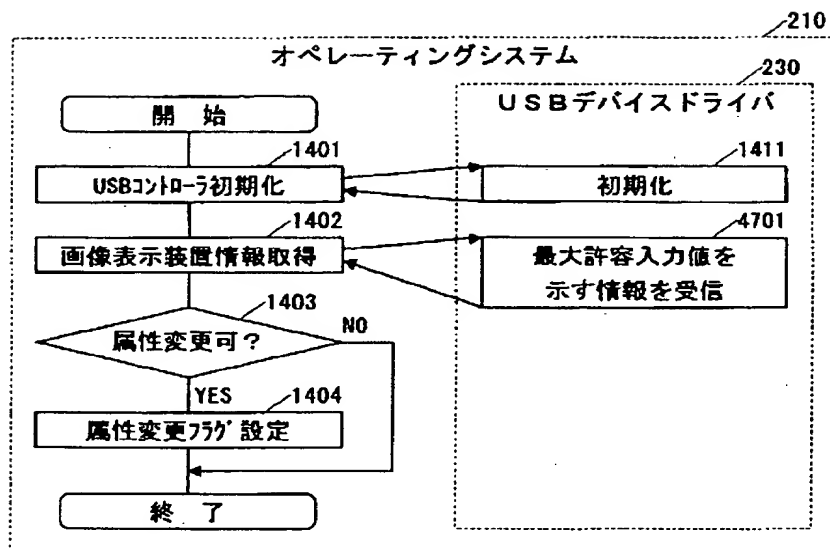 210
オペレーティングシステム
230
USBデバイスドライバ
開 始
1401
USBコントローラ初期化
1411
初期化
1402
画像表示装置情報取得
4701
最大許容入力値を
示す情報を受信
1403
属性変更可?
NO
YES
1404
属性変更フラグ設定
終 了